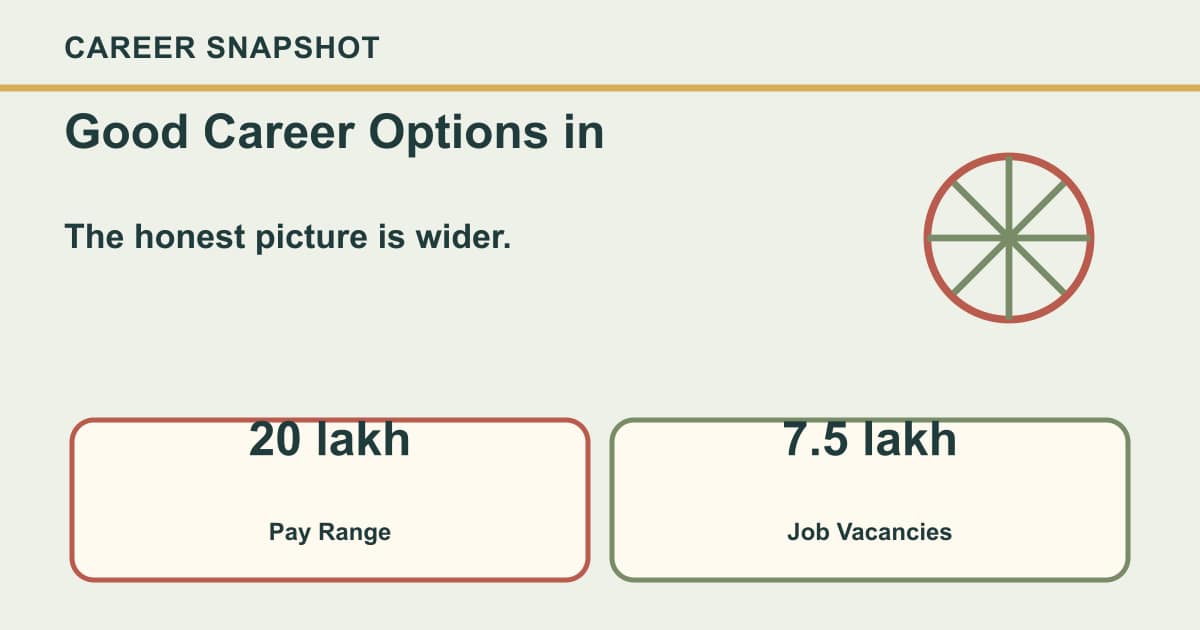 CAREER SNAPSHOT
Good Career Options in
The honest picture is wider.
20 lakh
Pay Range
7.5 lakh
Job Vacancies